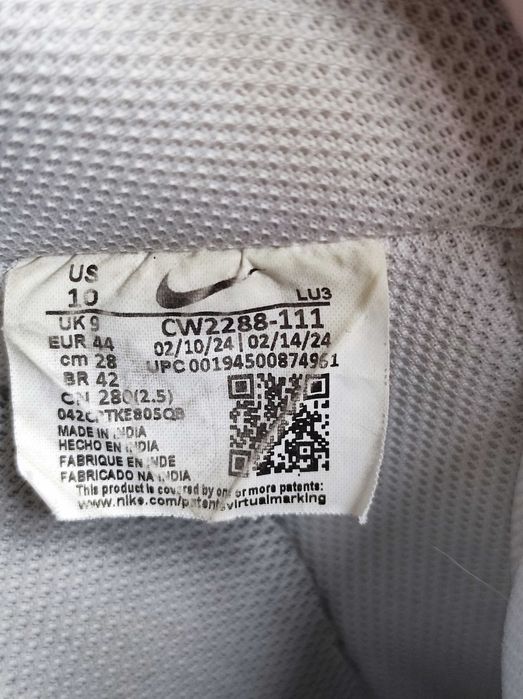 US
10
LU3
UK 9
CW2288-111
EUR 44
02/10/24 | 02/14/24
cm 28
UPC 00194500874961
BR 42
CN 280(2.5)
MADE IN INDIA
HECHO EN INDIA
FABRIQUE EN INDE
FABRICADO NA INDIA
This product is covered by one or more patents:
www.nike.com/patents virtualmarking